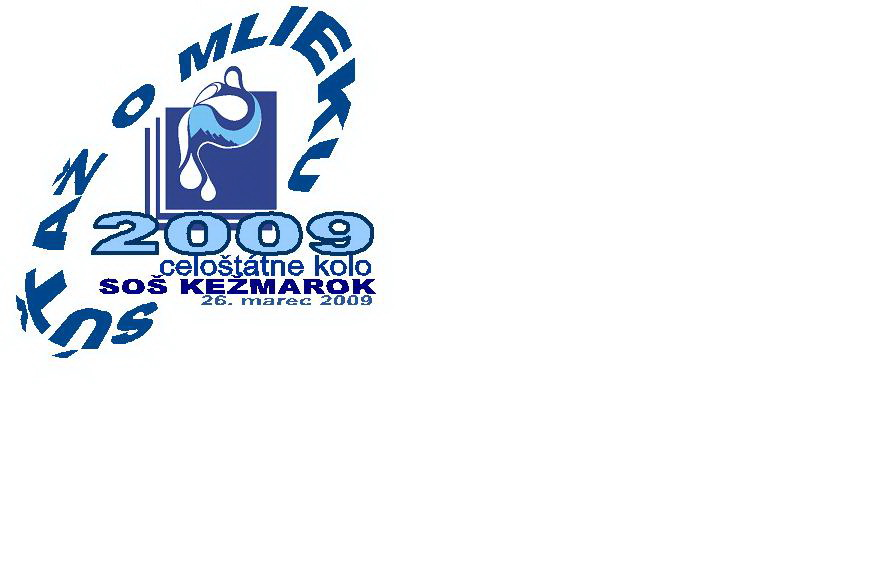 SÚŤAŽ O MLIEKU
2009
celoštátne kolo
SOŠ KEŽMAROK
26. marec 2009